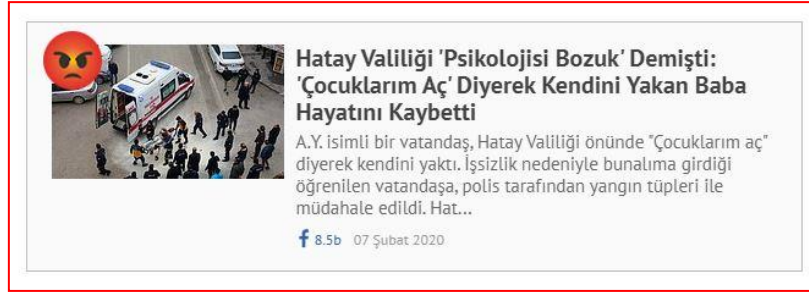 Hatay Valiliği 'Psikolojisi Bozuk' Demişti:
'Çocuklarım Aç' Diyerek Kendini Yakan Baba
Hayatını Kaybetti
A.Y. isimli bir vatandaş, Hatay Valiliği önünde "Çocuklarım aç"
diyerek kendini yaktı. İşsizlik nedeniyle bunalıma girdiği
öğrenilen vatandaşa, polis tarafından yangın tüpleri ile
müdahale edildi. Hat...
f 8.5b 07 Şubat 2020